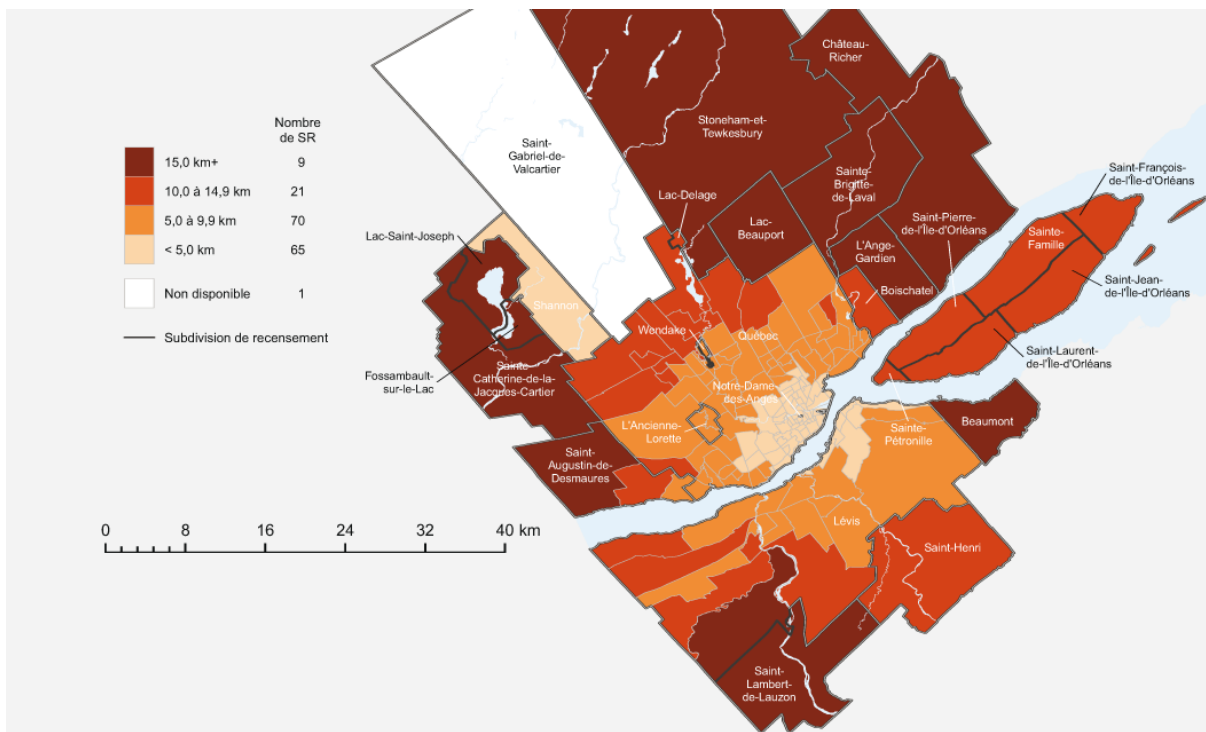 Nombre
de SR
15,0 km+ 9
10,0 à 14,9 km 21
5,0 à 9,9 km 70
< 5,0 km 65
Non disponible 1
Subdivision de recensement
0 8 16 24 32 40 km
Château-
Richer
Stoneham-et-
Tewkesbury
Saint-
Gabriel-de-
Valcartier
Saint-François-
de-l'Île-d'Orléans
Sainte-
Brigitte-
de-Laval
Lac-Delage
Lac-
Beauport
Saint-Pierre-
de-l'Île-d'Orléans
Sainte-
Famille
Lac-Saint-Joseph
L'Ange-
Gardien
Saint-Jean-
de-l'Île-d'Orléans
Boischatel
Shannon
Wendake
Québec
Saint-Laurent-
de-l'Île-d'Orléans
Sainte-
Catherine-de-la-
Jacques-Cartier
Fossambault-
sur-le-Lac
Notre-Dame-
des-Anges
L'Ancienne-
Lorette
Sainte-
Pétronille
Beaumont
Saint-
Augustin-de-
Desmaures
Lévis
Saint-Henri
Saint-
Lambert-
de-Lauzon